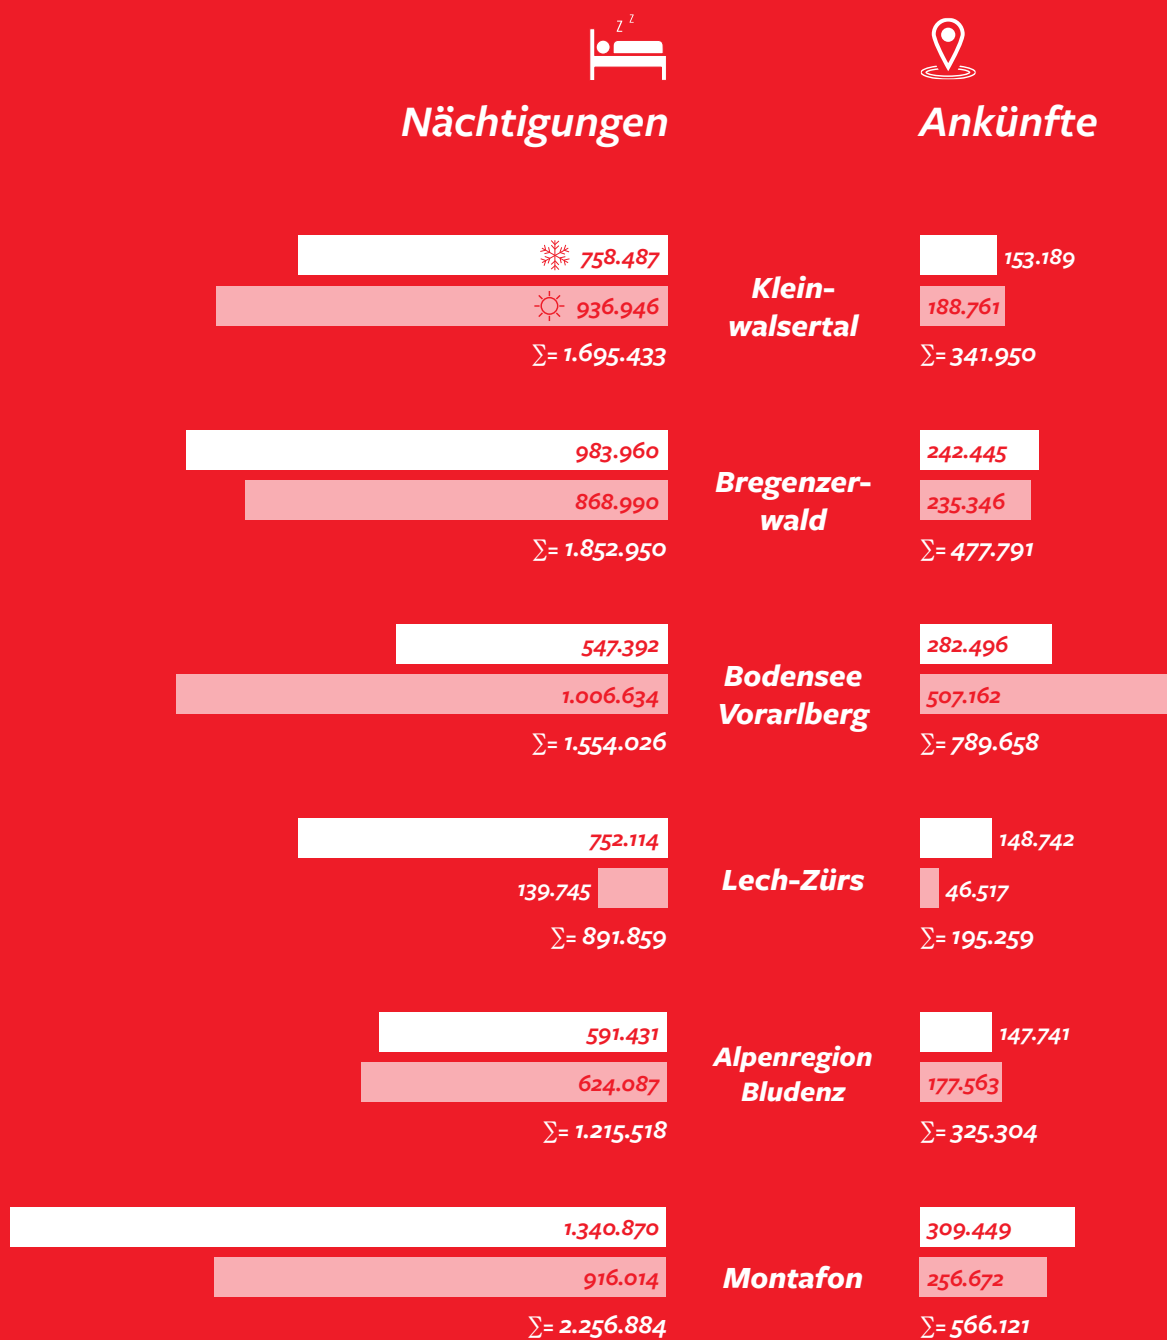 z z
Nächtigungen
Ankünfte
758.487
936.946
∑= 1.695.433
Klein-
walsertal
153.189
188.761
∑= 341.950
983.960
868.990
∑= 1.852.950
Bregenzer-
wald
242.445
235.346
∑= 477.791
547.392
1.006.634
∑= 1.554.026
Bodensee
Vorarlberg
282.496
507.162
∑= 789.658
752.114
139.745
∑= 891.859
Lech-Zürs
148.742
46.517
∑= 195.259
591.431
624.087
∑= 1.215.518
Alpenregion
Bludenz
147.741
177.563
∑= 325.304
1.340.870
916.014
∑= 2.256.884
Montafon
309.449
256.672
∑= 566.121